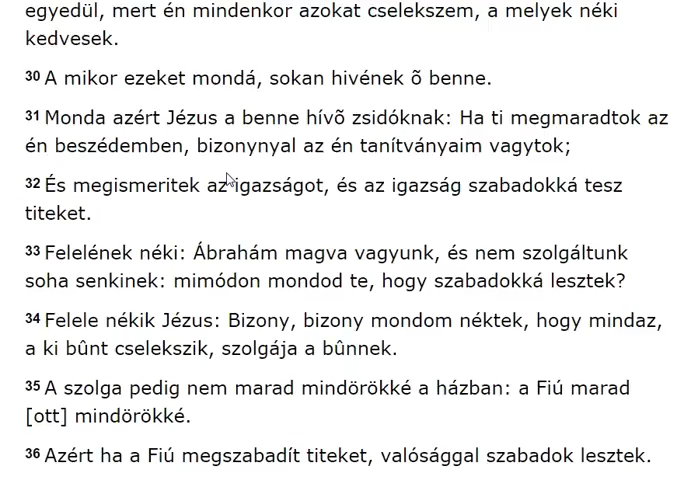 egyedül, mert én mindenkor azokat cselekszem, a melyek néki
kedvesek.
30 A mikor ezeket mondá, sokan hivének õ benne.
31 Monda azért Jézus a benne hívõ zsidóknak: Ha ti megmaradtok az
én beszédemben, bizonynyal az én tanítványaim vagytok;
32 És megismeritek az igazságot, és az igazság szabadokká tesz
titeket.
33 Felelének néki: Ábrahám magva vagyunk, és nem szolgáltunk
soha senkinek: mimódon mondod te, hogy szabadokká lesztek?
34 Felele nékik Jézus: Bizony, bizony mondom néktek, hogy mindaz,
a ki bûnt cselekszik, szolgája a bûnnek.
35 A szolga pedig nem marad mindörökké a házban: a Fiú marad
[ott] mindörökké.
36 Azért ha a Fiú megszabadít titeket, valósággal szabadok lesztek.